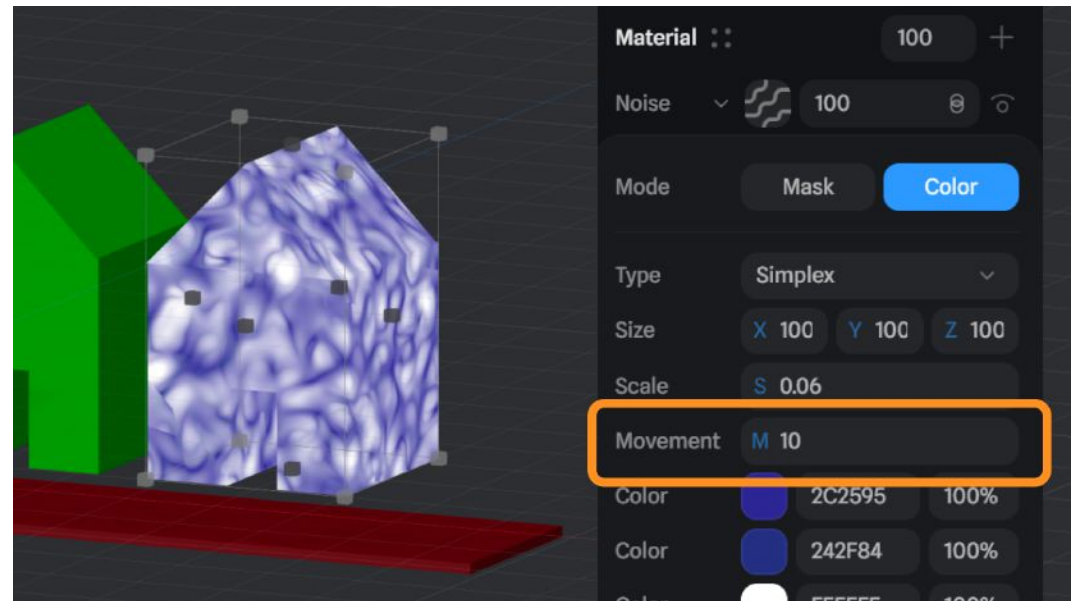 Material 100
Noise 100
Mode Mask Color
Type Simplex
Size X 100 Y 100 Z 100
Scale S 0.06
Movement M 10
Color 2C2595 100%
Color 242F84 100%